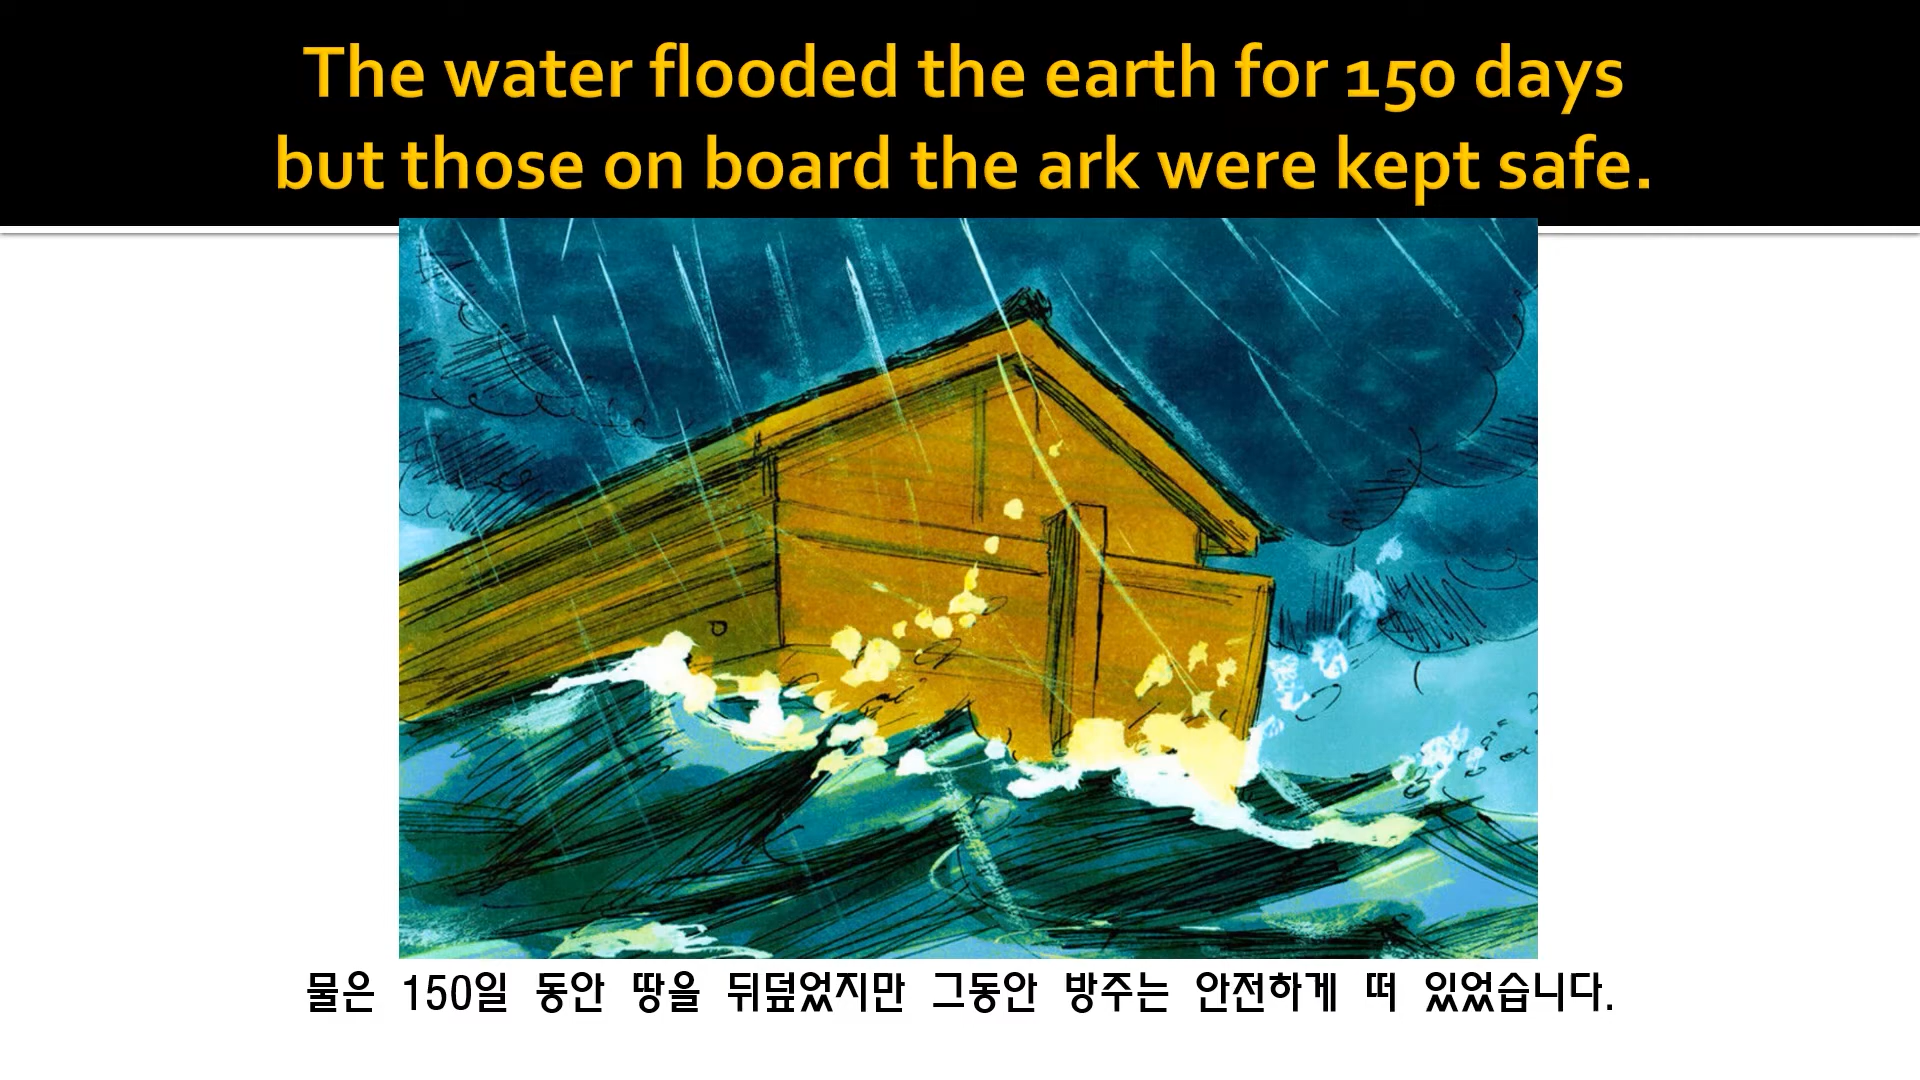 The water flooded the earth for 150 days
but those on board the ark were kept safe.
물은 150일 동안 땅을 뒤덮었지만 그동안 방주는 안전하게 떠 있었습니다.